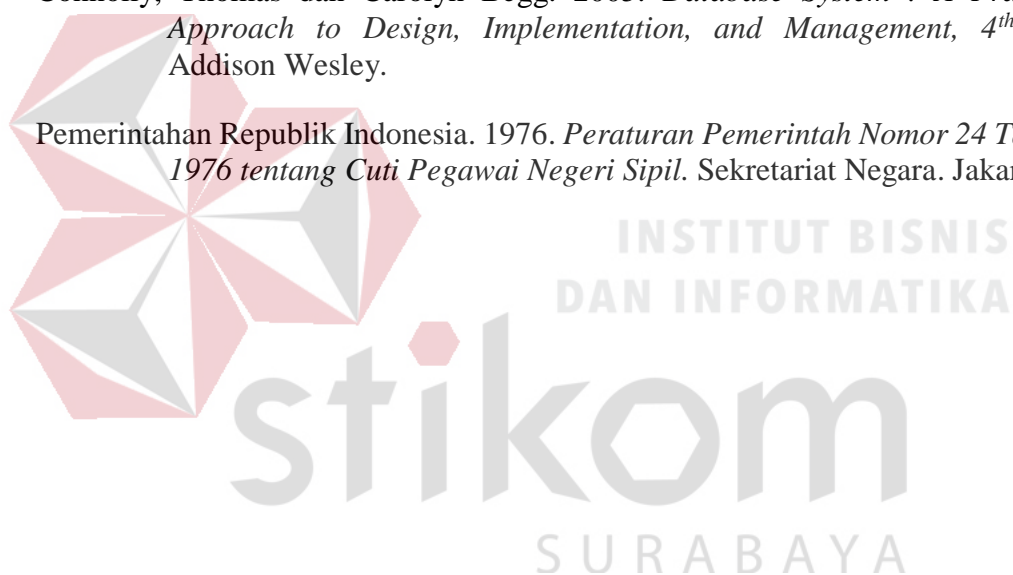 Approach to Design, Implementation, and Management, 4th
Addison Wesley.
Pemerintahan Republik Indonesia. 1976. Peraturan Pemerintah Nomor 24 T
1976 tentang Cuti Pegawai Negeri Sipil. Sekretariat Negara. Jakar
INSTITUT BISNIS
DAN INFORMATIKA
stikom
SURABAYA